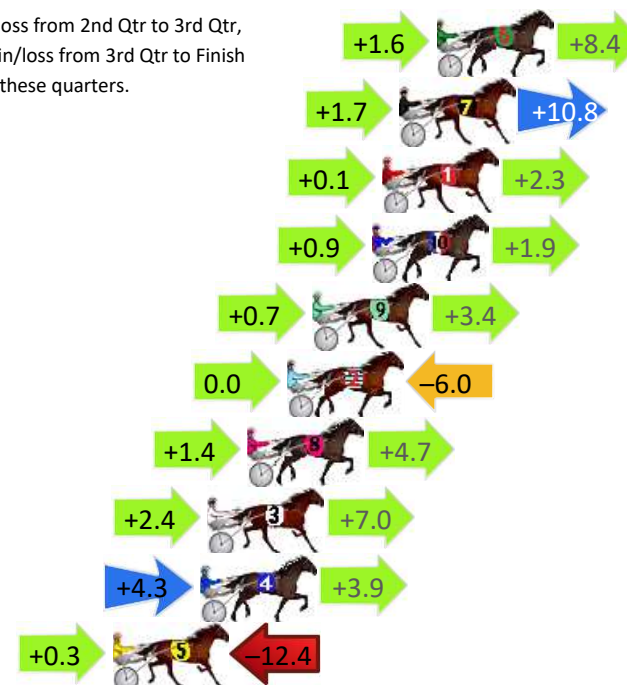 loss from 2nd Qtr to 3rd Qtr,
in/loss from 3rd Qtr to Finish
these quarters.
+1.6 6 +8.4
+1.7 7 +10.8
+0.1 1 +2.3
+0.9 10 +1.9
+0.7 9 +3.4
0.0 2 –6.0
+1.4 8 +4.7
+2.4 3 +7.0
+4.3 4 +3.9
+0.3 5 –12.4